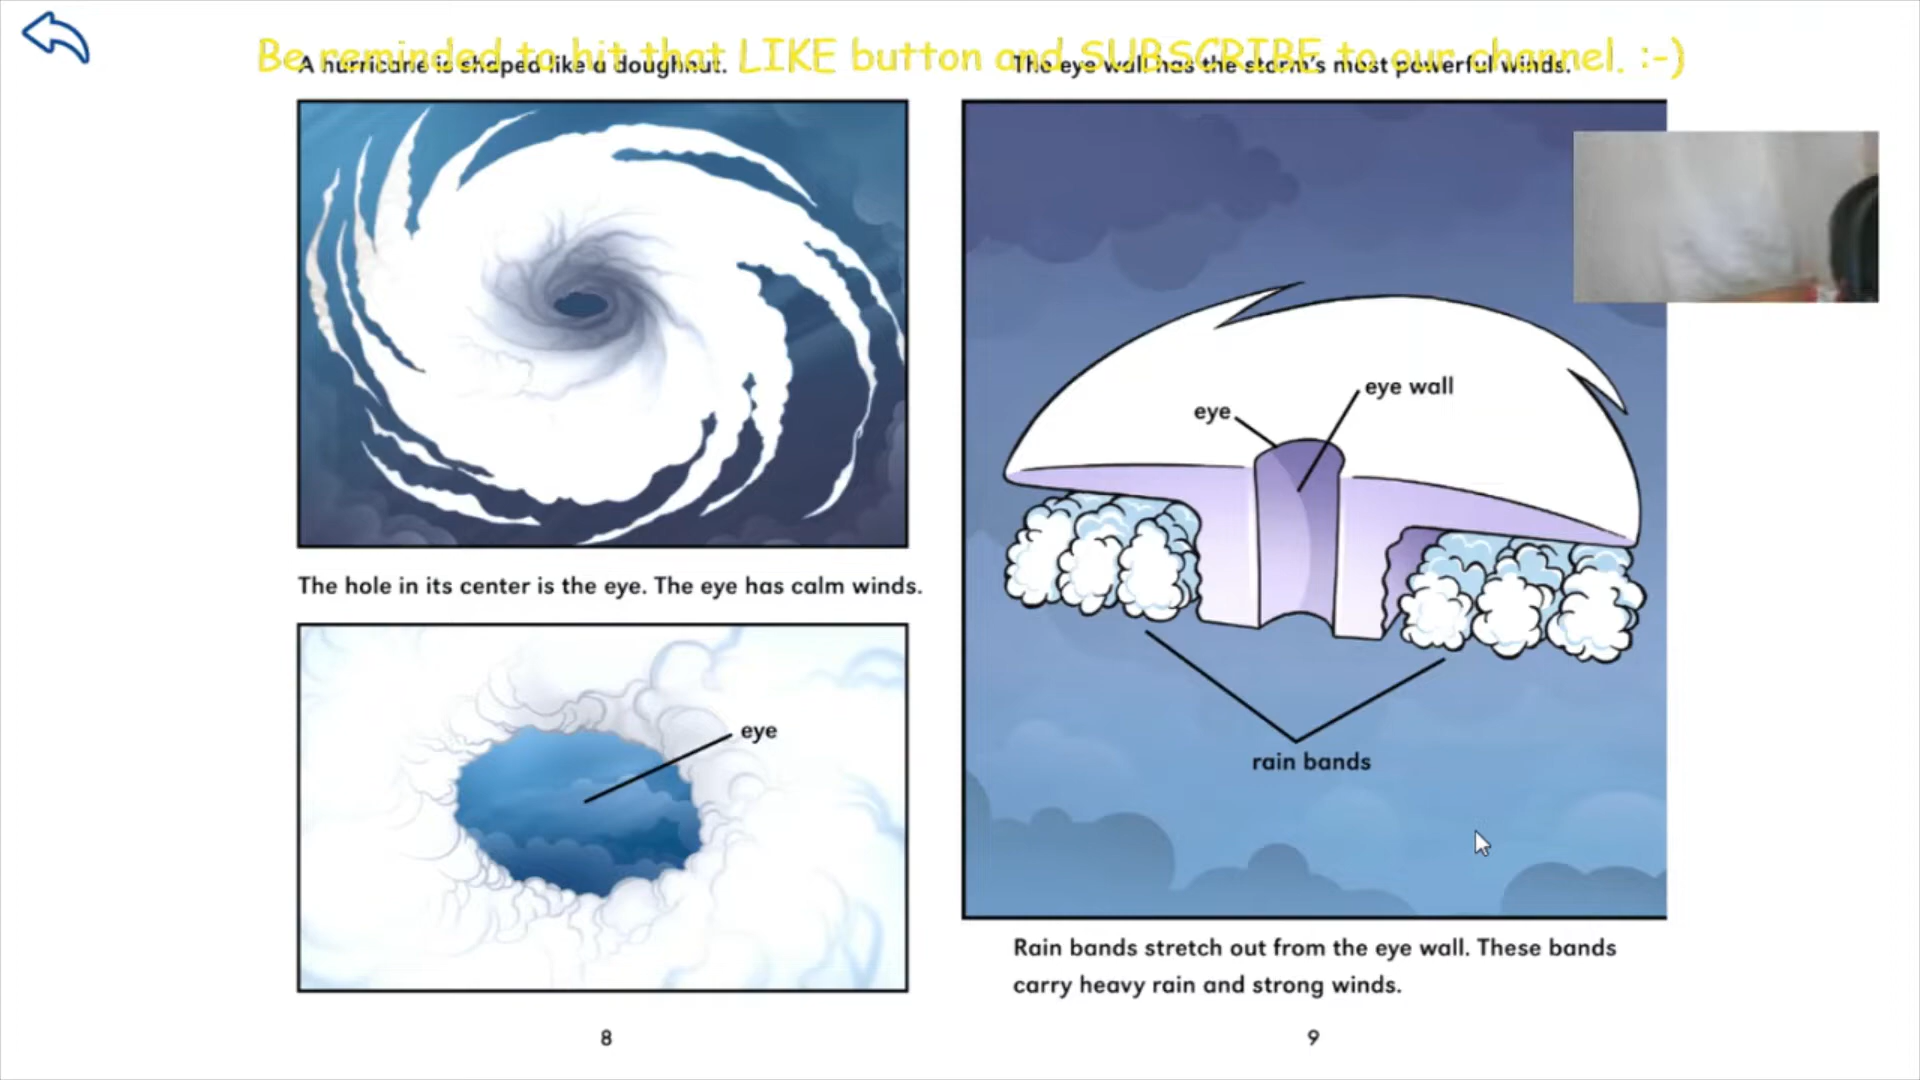 Be reminded to hit that LIKE button and SUBSCRIBE to our channel. :-)
A hurricane is shaped like a doughnut.
The hole in its center is the eye. The eye has calm winds.
eye
8
The eye wall has the storm's most powerful winds.
eye wall
eye
rain bands
Rain bands stretch out from the eye wall. These bands
carry heavy rain and strong winds.
9